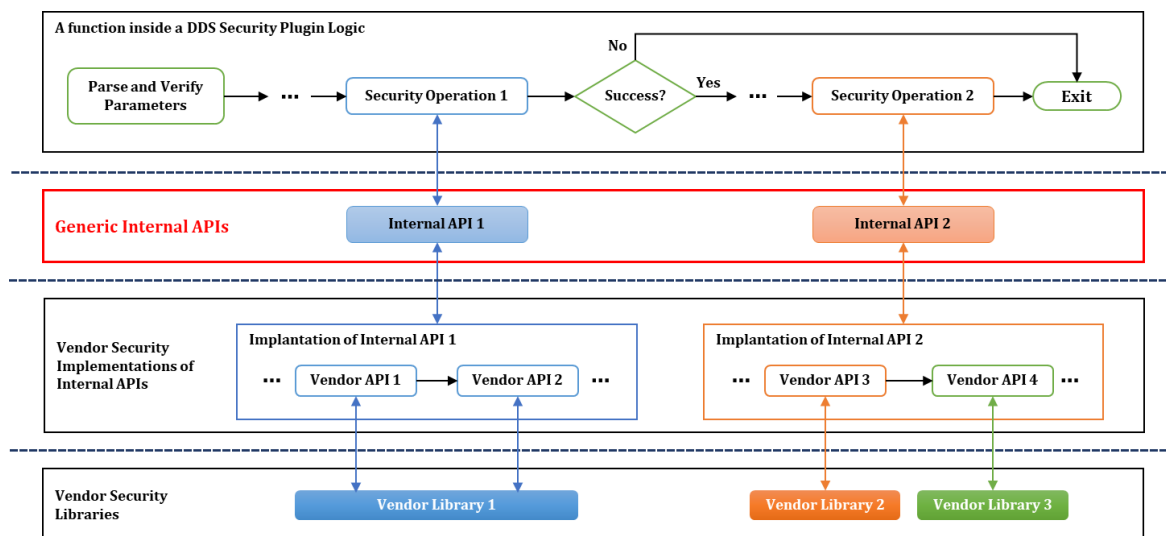 A function inside a DDS Security Plugin Logic
No
Parse and Verify
Parameters
...
Security Operation 1
Success?
Yes
...
Security Operation 2
Exit
Generic Internal APIs
Internal API 1
Internal API 2
Vendor Security
Implementations of
Internal APIs
Implantation of Internal API 1
...
Vendor API 1
Vendor API 2
...
Implantation of Internal API 2
...
Vendor API 3
Vendor API 4
...
Vendor Security
Libraries
Vendor Library 1
Vendor Library 2
Vendor Library 3